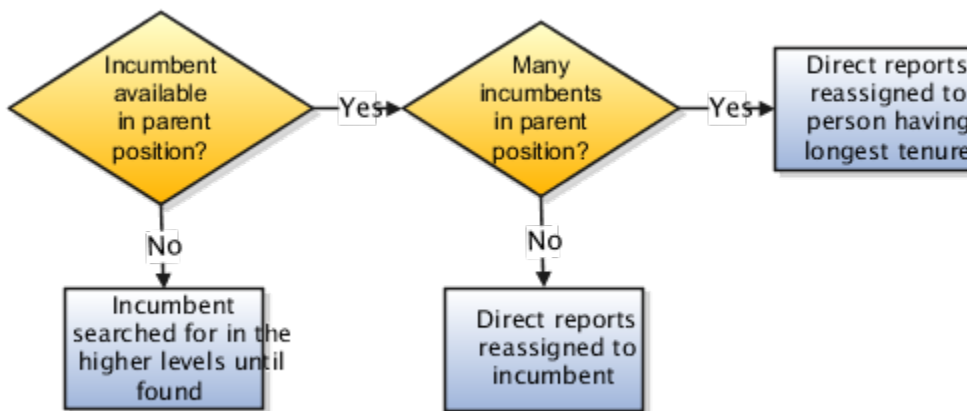 Incumbent
available
in parent
position?
Yes
Many
incumbents
in parent
position?
Yes
Direct reports
reassigned to
person having
longest tenure
No
Incumbent
searched for in the
higher levels until
found
No
Direct reports
reassigned to
incumbent